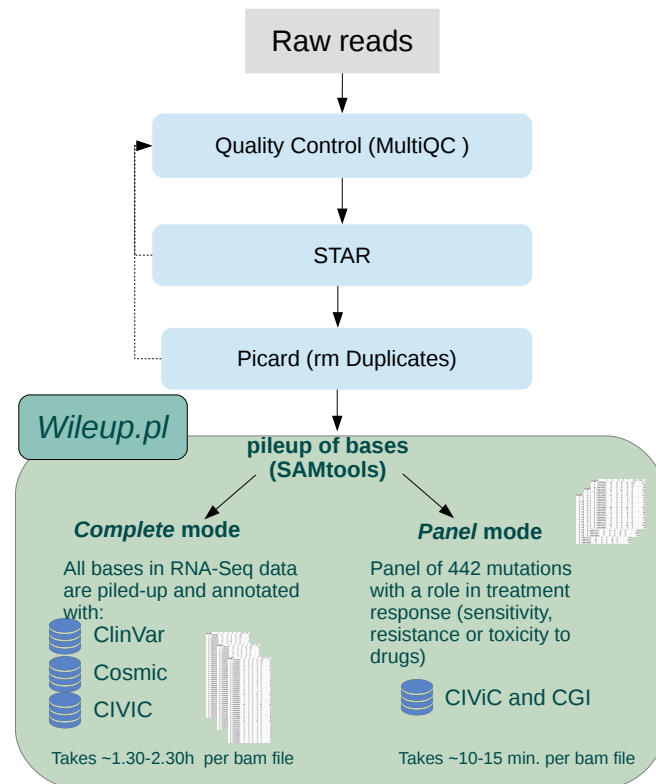 Raw reads
Quality Control (MultiQC )
STAR
Picard (rm Duplicates)
Wileup.pl
pileup of bases
(SAMtools)
Complete mode
All bases in RNA-Seq data
are piled-up and annotated
with:
ClinVar
Cosmic
CIVIC
Takes ~1.30-2.30h  per bam file
Panel mode
Panel of 442 mutations
with a role in treatment
response (sensitivity,
resistance or toxicity to
drugs)
CIViC and CGI
Takes ~10-15 min. per bam file